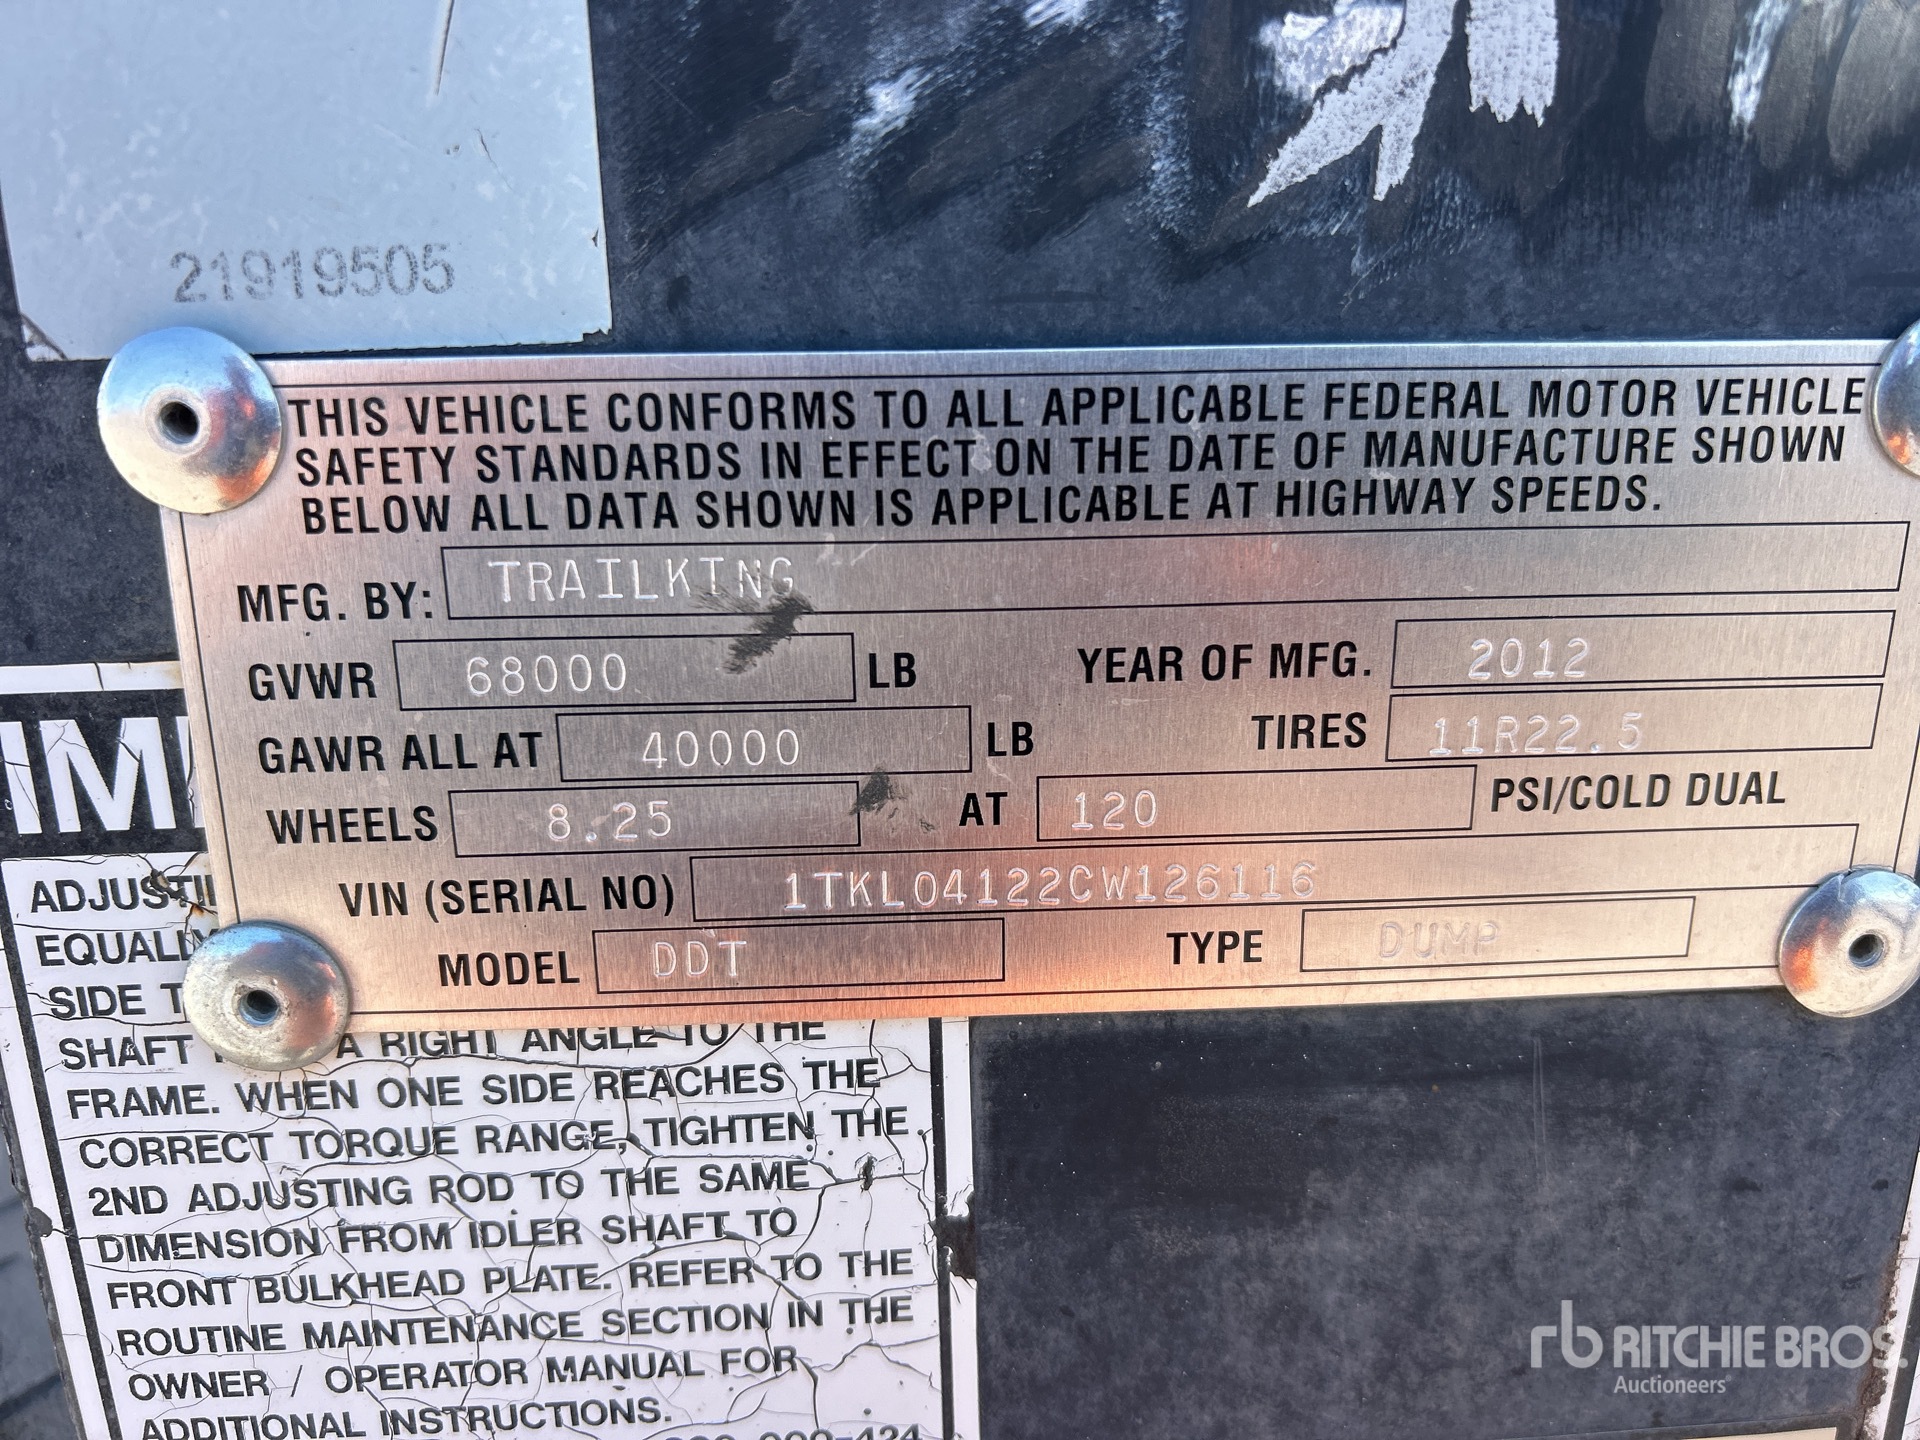 21919505
THIS VEHICLE CONFORMS TO ALL APPLICABLE FEDERAL MOTOR VEHICLE
SAFETY STANDARDS IN EFFECT ON THE DATE OF MANUFACTURE SHOWN
BELOW ALL DATA SHOWN IS APPLICABLE AT HIGHWAY SPEEDS.
MFG. BY: TRAILKING
GVWR 68000 LB YEAR OF MFG. 2012
GAWR ALL AT 40000 LB TIRES 11R22.5
WHEELS 8.25 AT 120 PSI/COLD DUAL
VIN (SERIAL NO) 1TKL04122CW126116
MODEL DDT TYPE DUMP
IM
ADJUSTI
EQUALLY
SIDE T
SHAFT A RIGHT ANGLE TO THE
FRAME. WHEN ONE SIDE REACHES THE
CORRECT TORQUE RANGE, TIGHTEN THE
2ND ADJUSTING ROD TO THE SAME
DIMENSION FROM IDLER SHAFT TO
FRONT BULKHEAD PLATE. REFER TO THE
ROUTINE MAINTENANCE SECTION IN THE
OWNER / OPERATOR MANUAL FOR
ADDITIONAL INSTRUCTIONS.
rb RITCHIE BROS.
Auctioneers